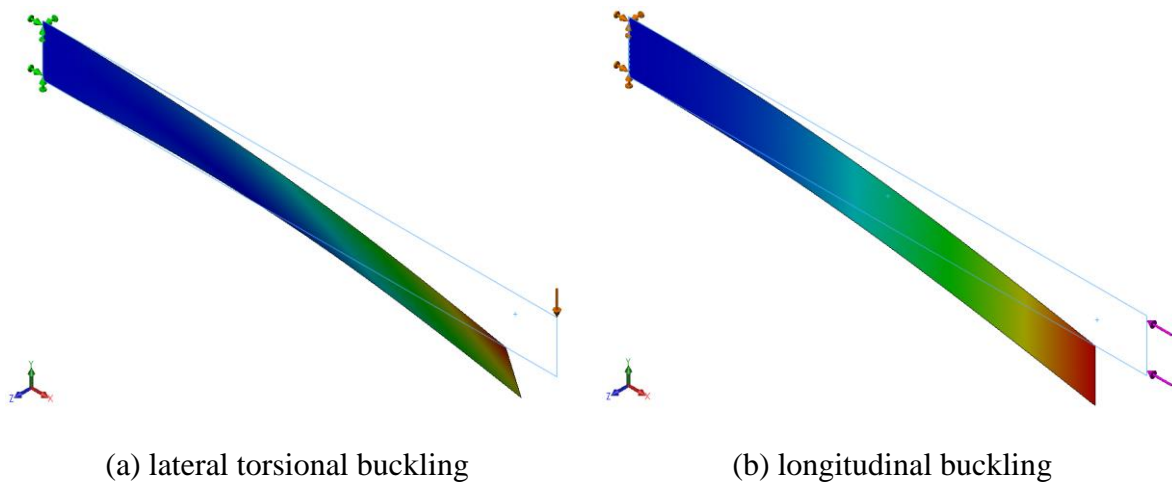 Y
Z
X
Y
Z
X
(a) lateral torsional buckling
(b) longitudinal buckling